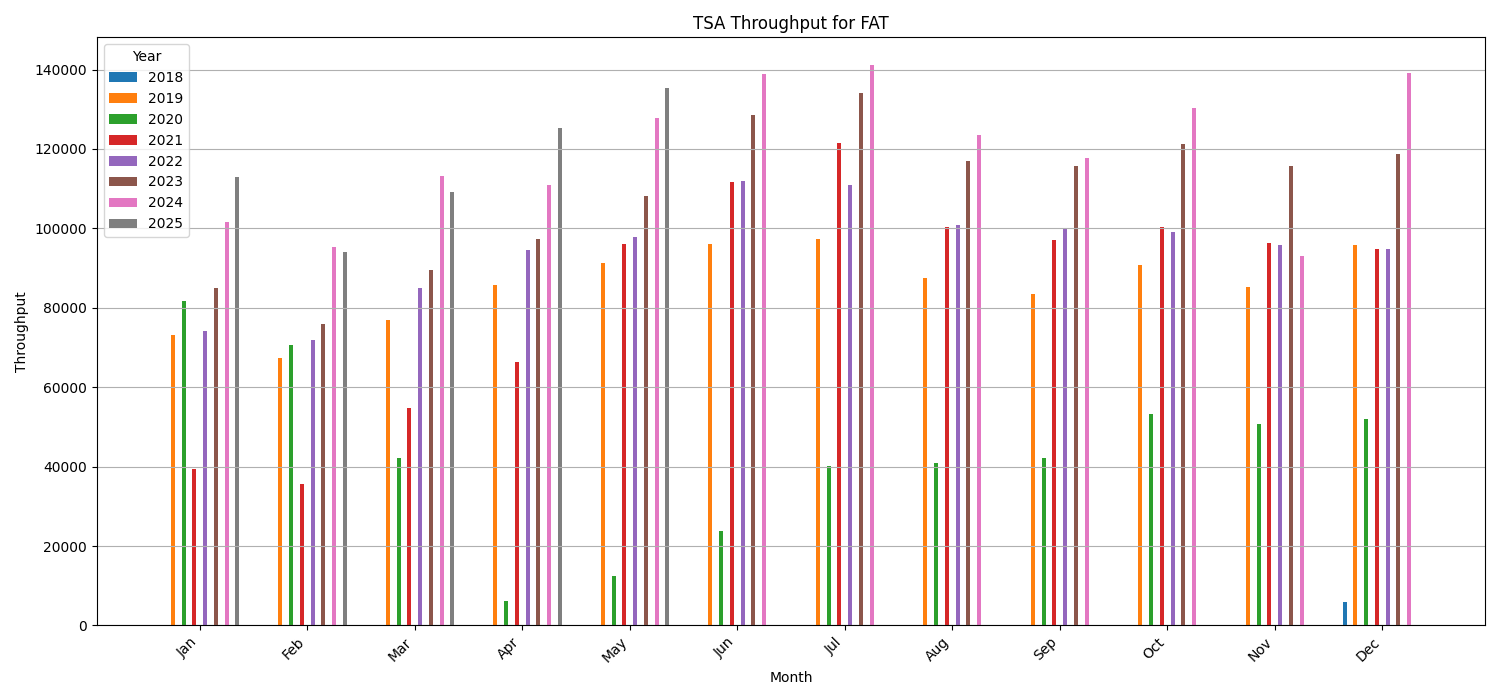 TSA Throughput for FAT
Year
2018
2019
2020
2021
2022
2023
2024
2025
Throughput
140000
120000
100000
80000
60000
40000
20000
0
Jan
Feb
Mar
Apr
May
Jun
Jul
Aug
Sep
Oct
Nov
Dec
Month